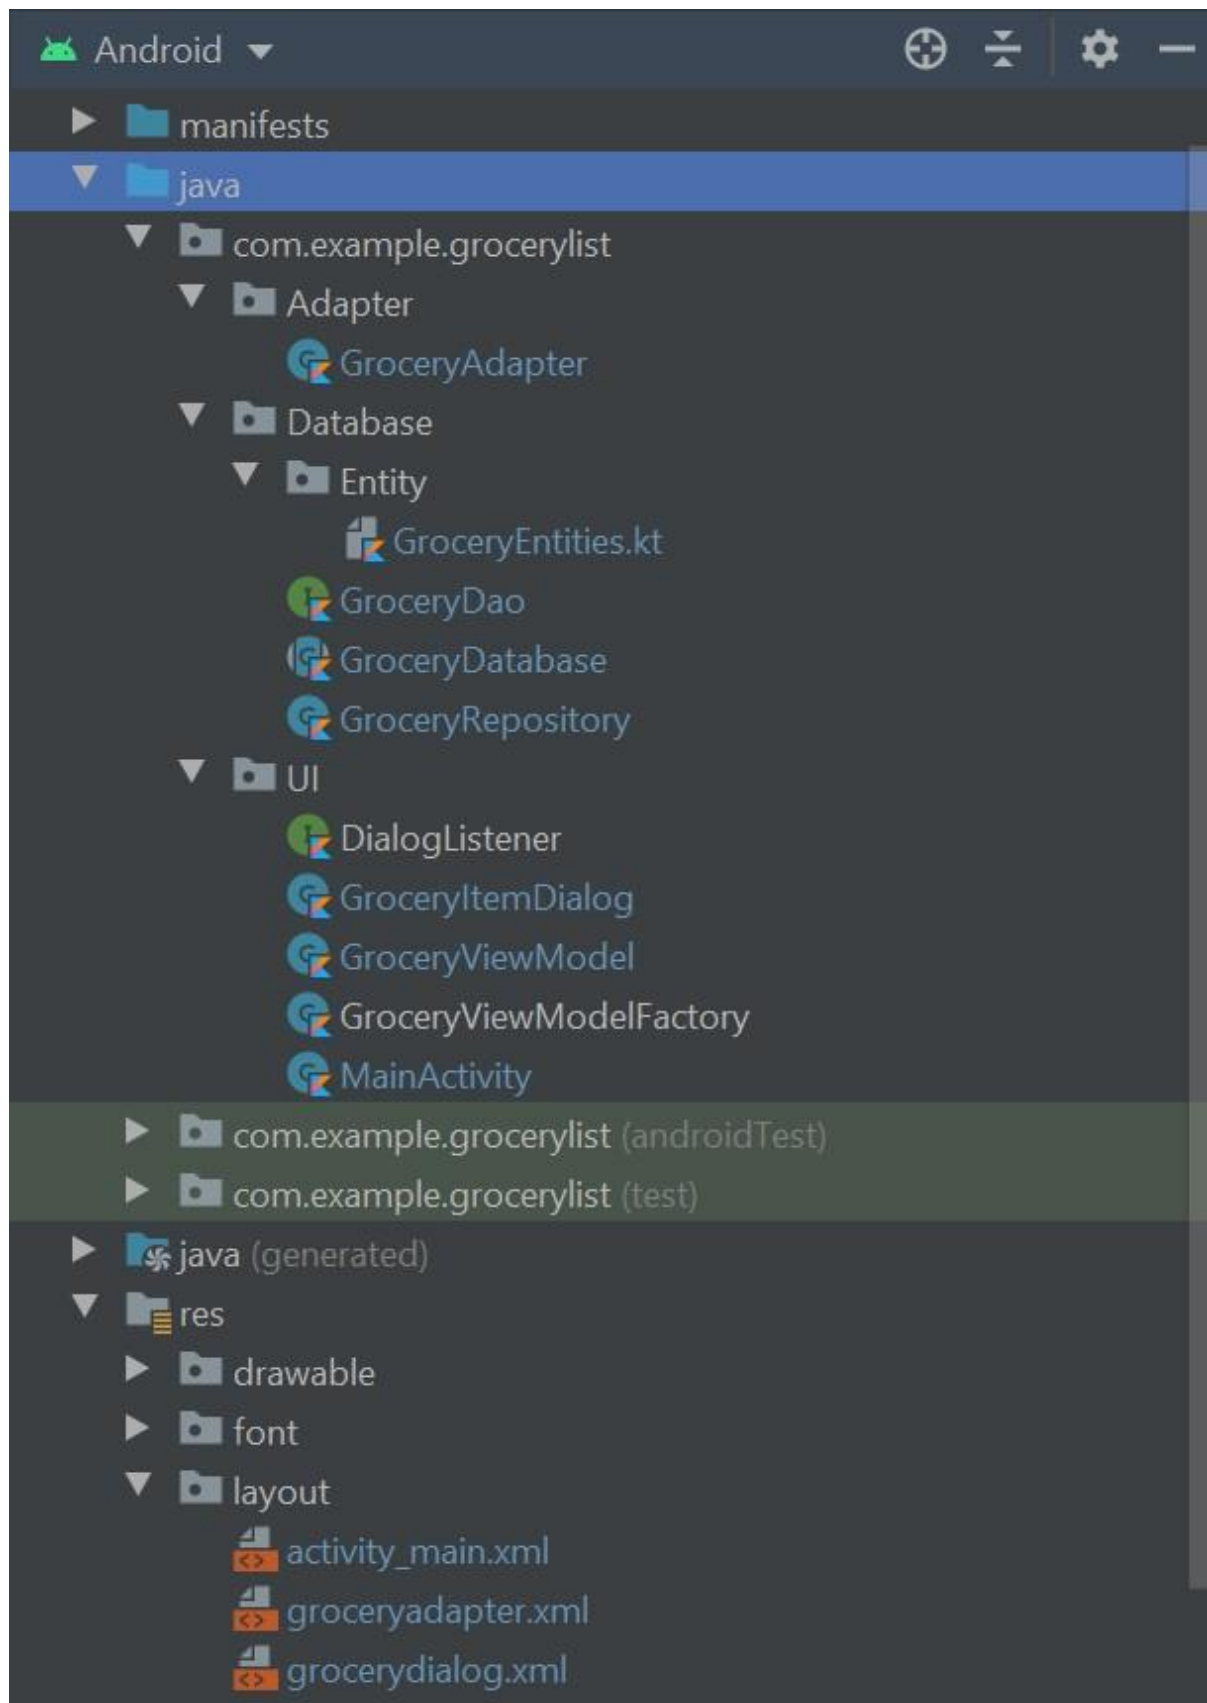 Android
manifests
java
com.example.grocerylist
Adapter
GroceryAdapter
Database
Entity
GroceryEntities.kt
GroceryDao
GroceryDatabase
GroceryRepository
UI
DialogListener
GroceryItemDialog
GroceryViewModel
GroceryViewModelFactory
MainActivity
com.example.grocerylist (androidTest)
com.example.grocerylist (test)
java (generated)
res
drawable
font
layout
activity_main.xml
groceryadapter.xml
grocerydialog.xml